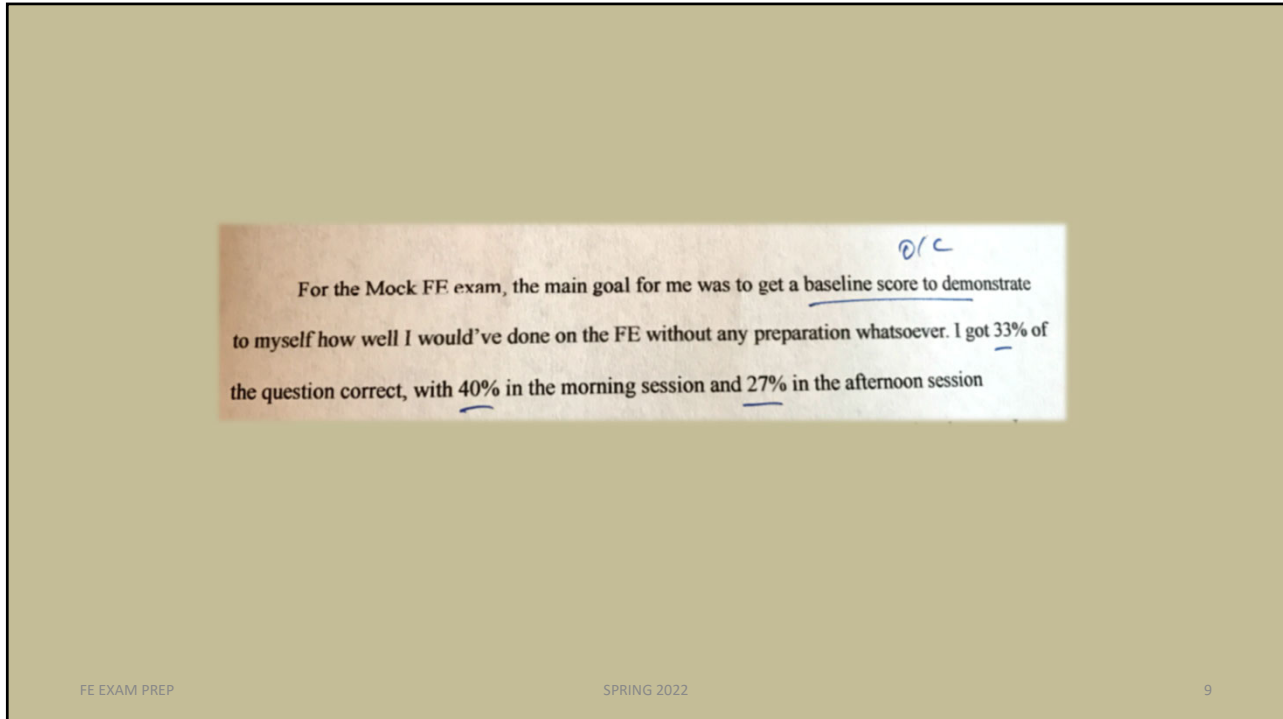 For the Mock FE exam, the main goal for me was to get a baseline score to demonstrate
to myself how well I would've done on the FE without any preparation whatsoever. I got 33% of
the question correct, with 40% in the morning session and 27% in the afternoon session
FE EXAM PREP
SPRING 2022
9